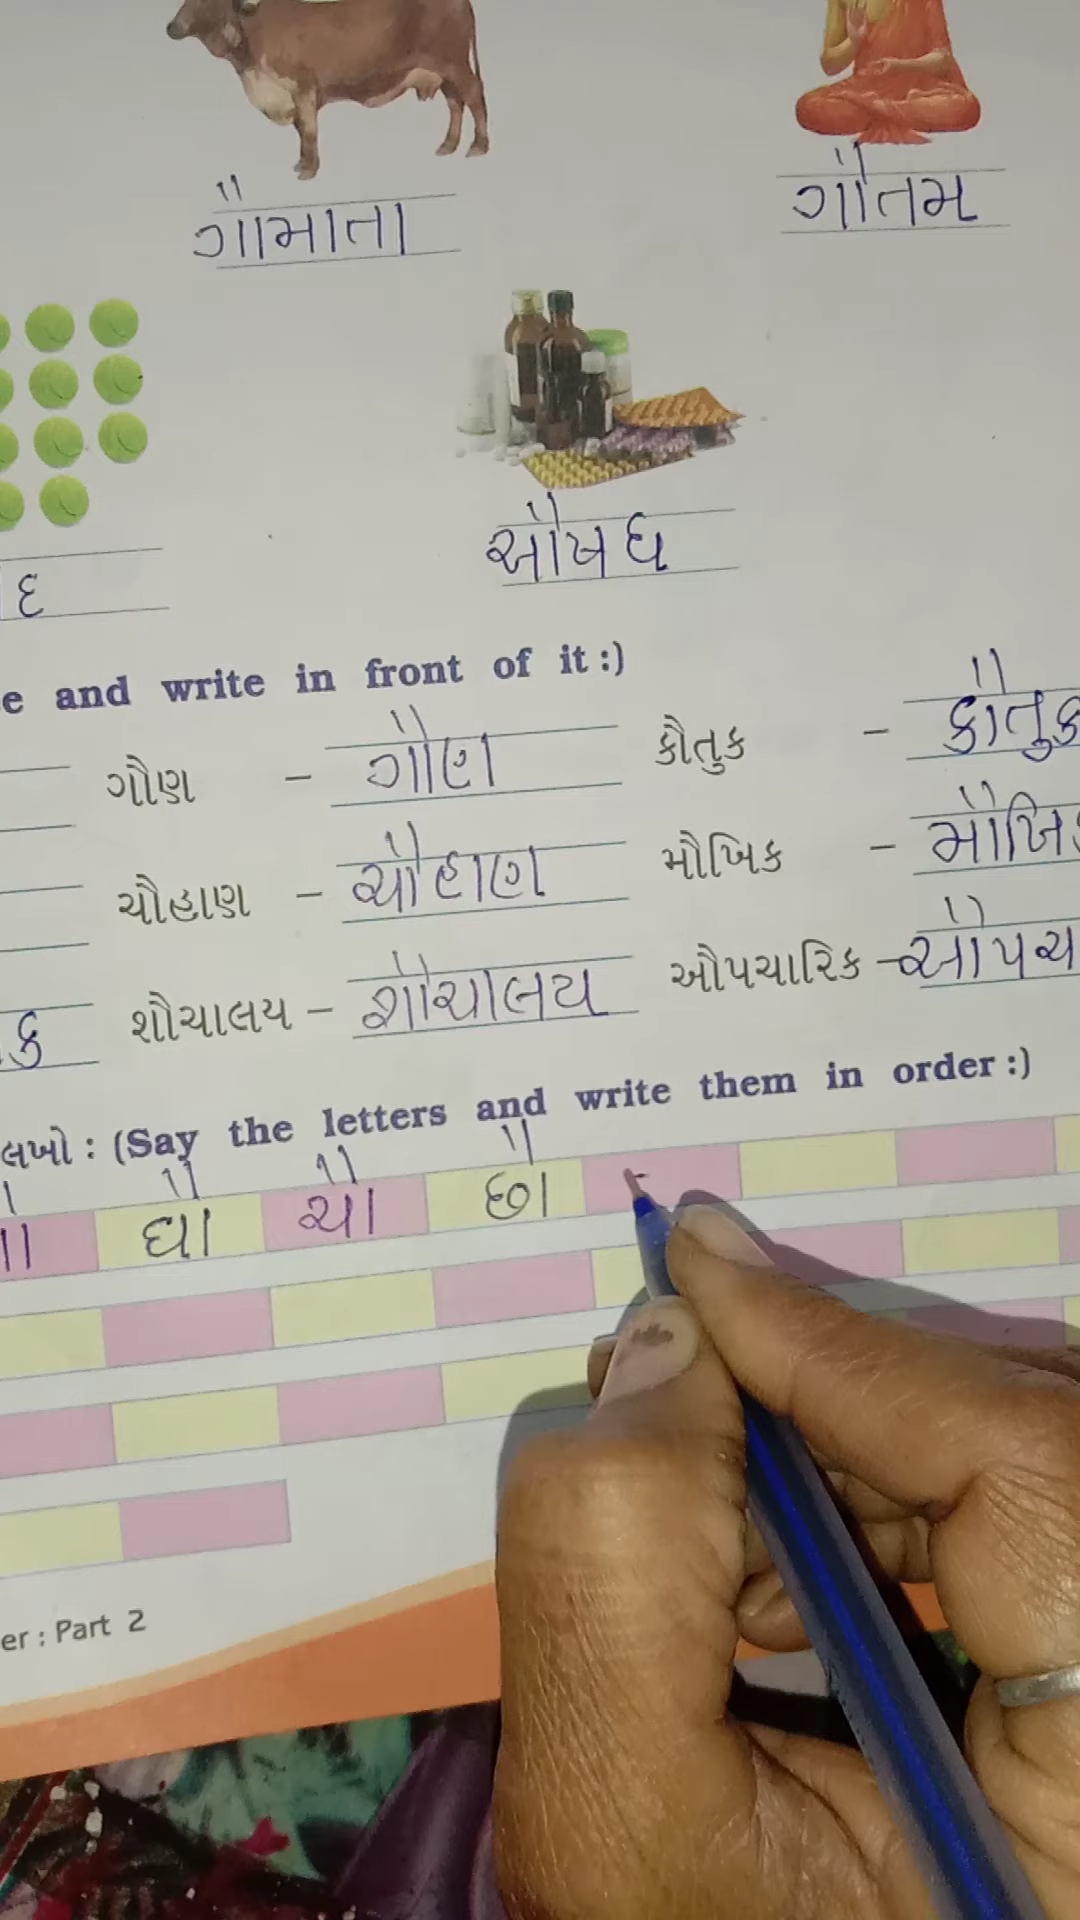 ગૌમાતા ગૌતમ
ઔષધ
e and write in front of it :)
ગૌણ - ગૌણ કૌતુક - કૌતુક
ચૌહાણ - ચૌહાણ મૌખિક - મૌખિ
શૌચાલય - શૌચાલય ઔપચારિક - ઔપચ
લખો : (Say the letters and write them in order :)
ઘૌ ચૌ છૌ
er : Part 2